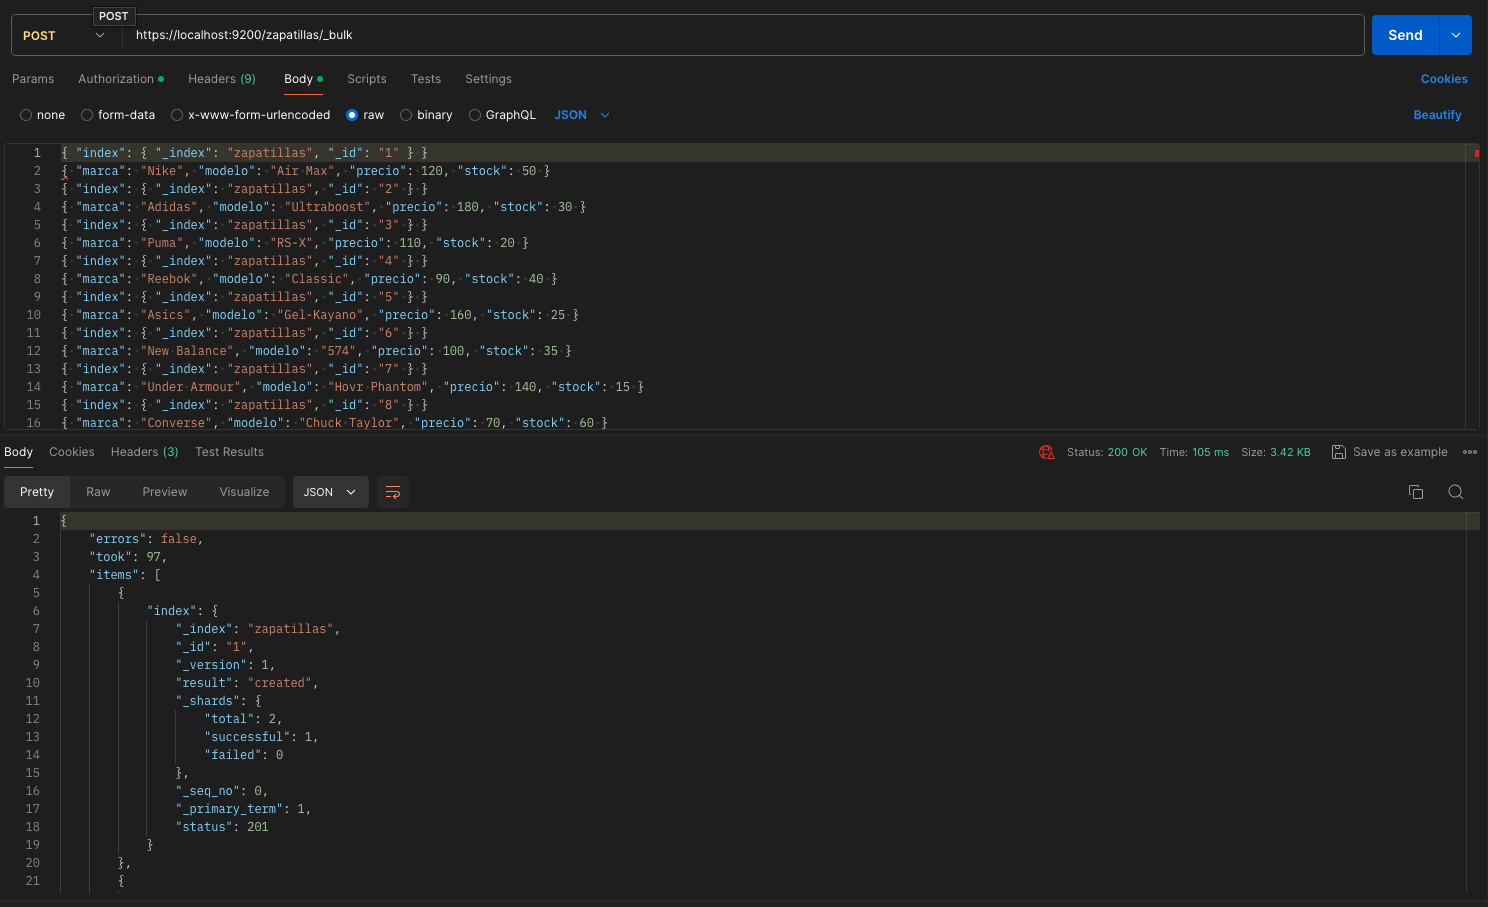 POST
POST https://localhost:9200/zapatillas/_bulk Send
Params Authorization Headers (9) Body Scripts Tests Settings Cookies
none form-data x-www-form-urlencoded raw binary GraphQL JSON Beautify
1 { "index": { "_index": "zapatillas", "_id": "1" } }
2 { "marca": "Nike", "modelo": "Air Max", "precio": 120, "stock": 50 }
3 { "index": { "_index": "zapatillas", "_id": "2" } }
4 { "marca": "Adidas", "modelo": "Ultraboost", "precio": 180, "stock": 30 }
5 { "index": { "_index": "zapatillas", "_id": "3" } }
6 { "marca": "Puma", "modelo": "RS-X", "precio": 110, "stock": 20 }
7 { "index": { "_index": "zapatillas", "_id": "4" } }
8 { "marca": "Reebok", "modelo": "Classic", "precio": 90, "stock": 40 }
9 { "index": { "_index": "zapatillas", "_id": "5" } }
10 { "marca": "Asics", "modelo": "Gel-Kayano", "precio": 160, "stock": 25 }
11 { "index": { "_index": "zapatillas", "_id": "6" } }
12 { "marca": "New Balance", "modelo": "574", "precio": 100, "stock": 35 }
13 { "index": { "_index": "zapatillas", "_id": "7" } }
14 { "marca": "Under Armour", "modelo": "Hovr Phantom", "precio": 140, "stock": 15 }
15 { "index": { "_index": "zapatillas", "_id": "8" } }
16 { "marca": "Converse", "modelo": "Chuck Taylor", "precio": 70, "stock": 60 }
Body Cookies Headers (3) Test Results Status: 200 OK Time: 105 ms Size: 3.42 KB Save as example
Pretty Raw Preview Visualize JSON
1 {
2 "errors": false,
3 "took": 97,
4 "items": [
5 {
6 "index": {
7 "_index": "zapatillas",
8 "_id": "1",
9 "_version": 1,
10 "result": "created",
11 "_shards": {
12 "total": 2,
13 "successful": 1,
14 "failed": 0
15 },
16 "_seq_no": 0,
17 "_primary_term": 1,
18 "status": 201
19 }
20 },
21 {